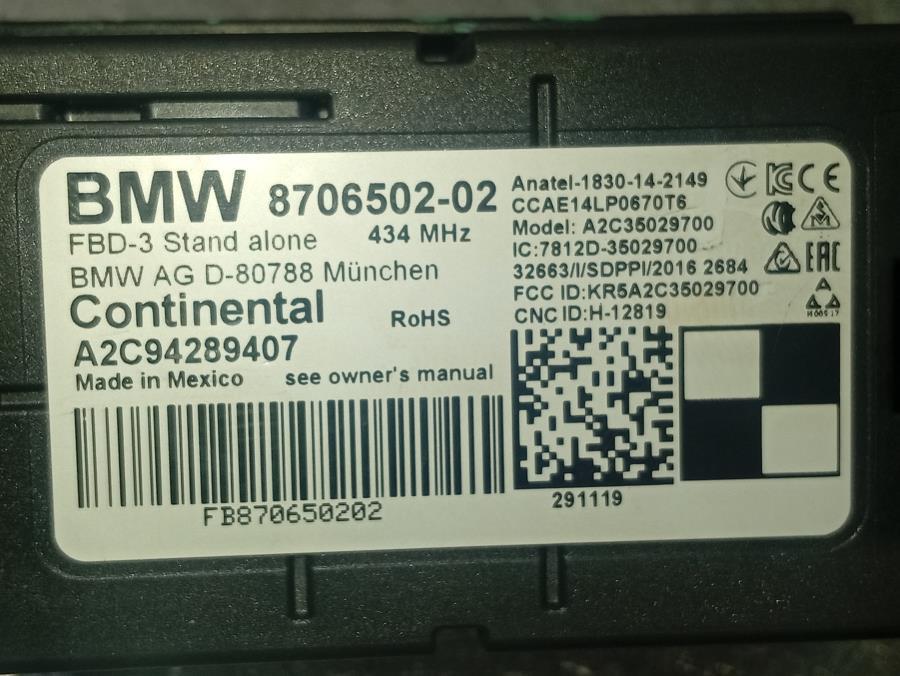 BMW 8706502-02
FBD-3 Stand alone 434 MHz
BMW AG D-80788 München
Continental RoHS
A2C94289407
Made in Mexico see owner's manual
FB870650202
Anatel-1830-14-2149
CCAE14LP0670T6
Model: A2C35029700
IC:7812D-35029700
32663/I/SDPPI/2016 2684
FCC ID:KR5A2C35029700
CNC ID:H-12819
CE
EAC
291119